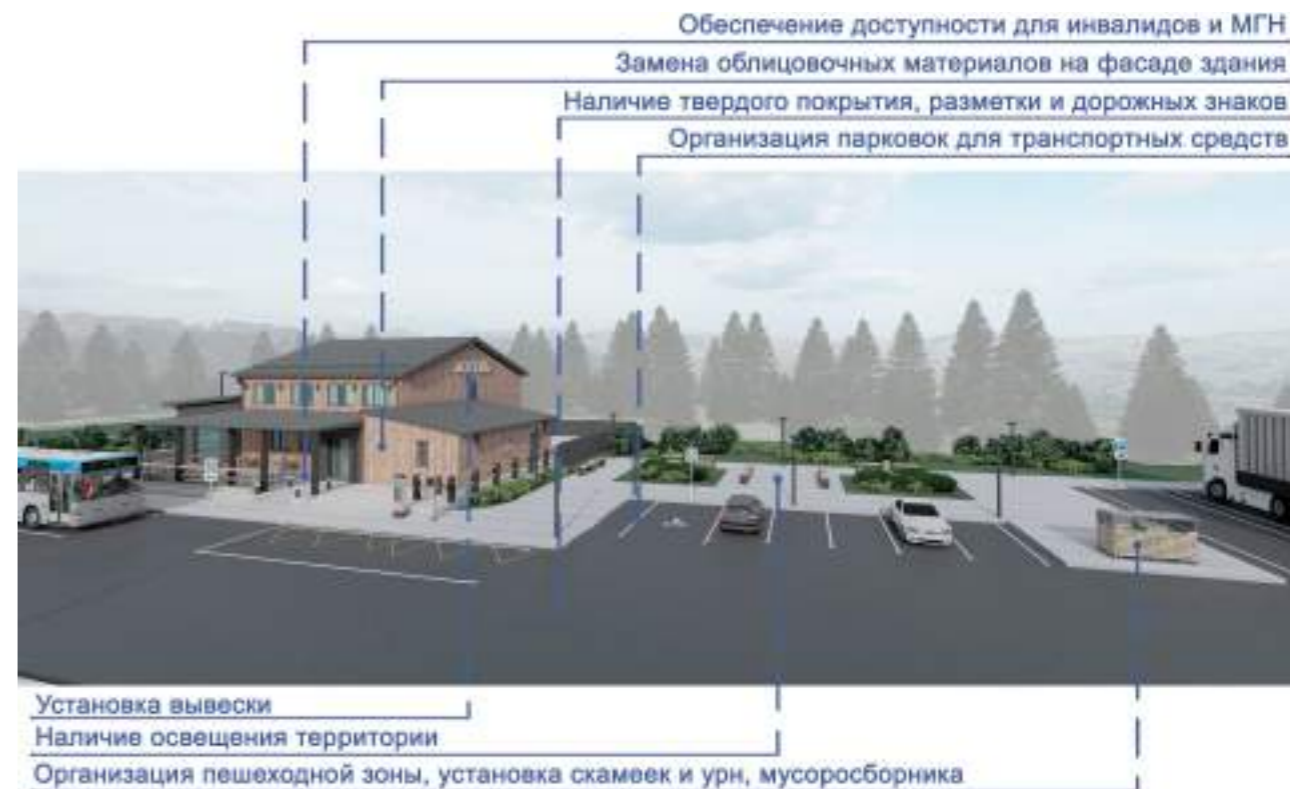 Обеспечение доступности для инвалидов и МГН
Замена облицовочных материалов на фасаде здания
Наличие твердого покрытия, разметки и дорожных знаков
Организация парковок для транспортных средств
Установка вывески
Наличие освещения территории
Организация пешеходной зоны, установка скамеек и урн, мусоросборника